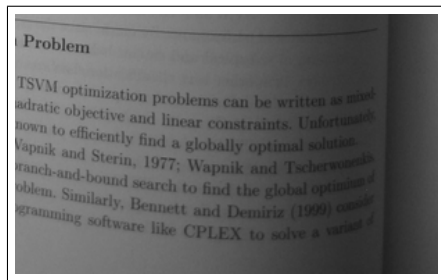 Problem
TSVM optimization problems can be written as mixed
adratic objective and linear constraints. Unfortunately,
nown to efficiently find a globally optimal solution.
Vapnik and Sterin, 1977; Wapnik and Tscherwonenkis,
ranch-and-bound search to find the global optimum of
oblem. Similarly, Bennett and Demiriz (1999) consider
ogramming software like CPLEX to solve a variant of